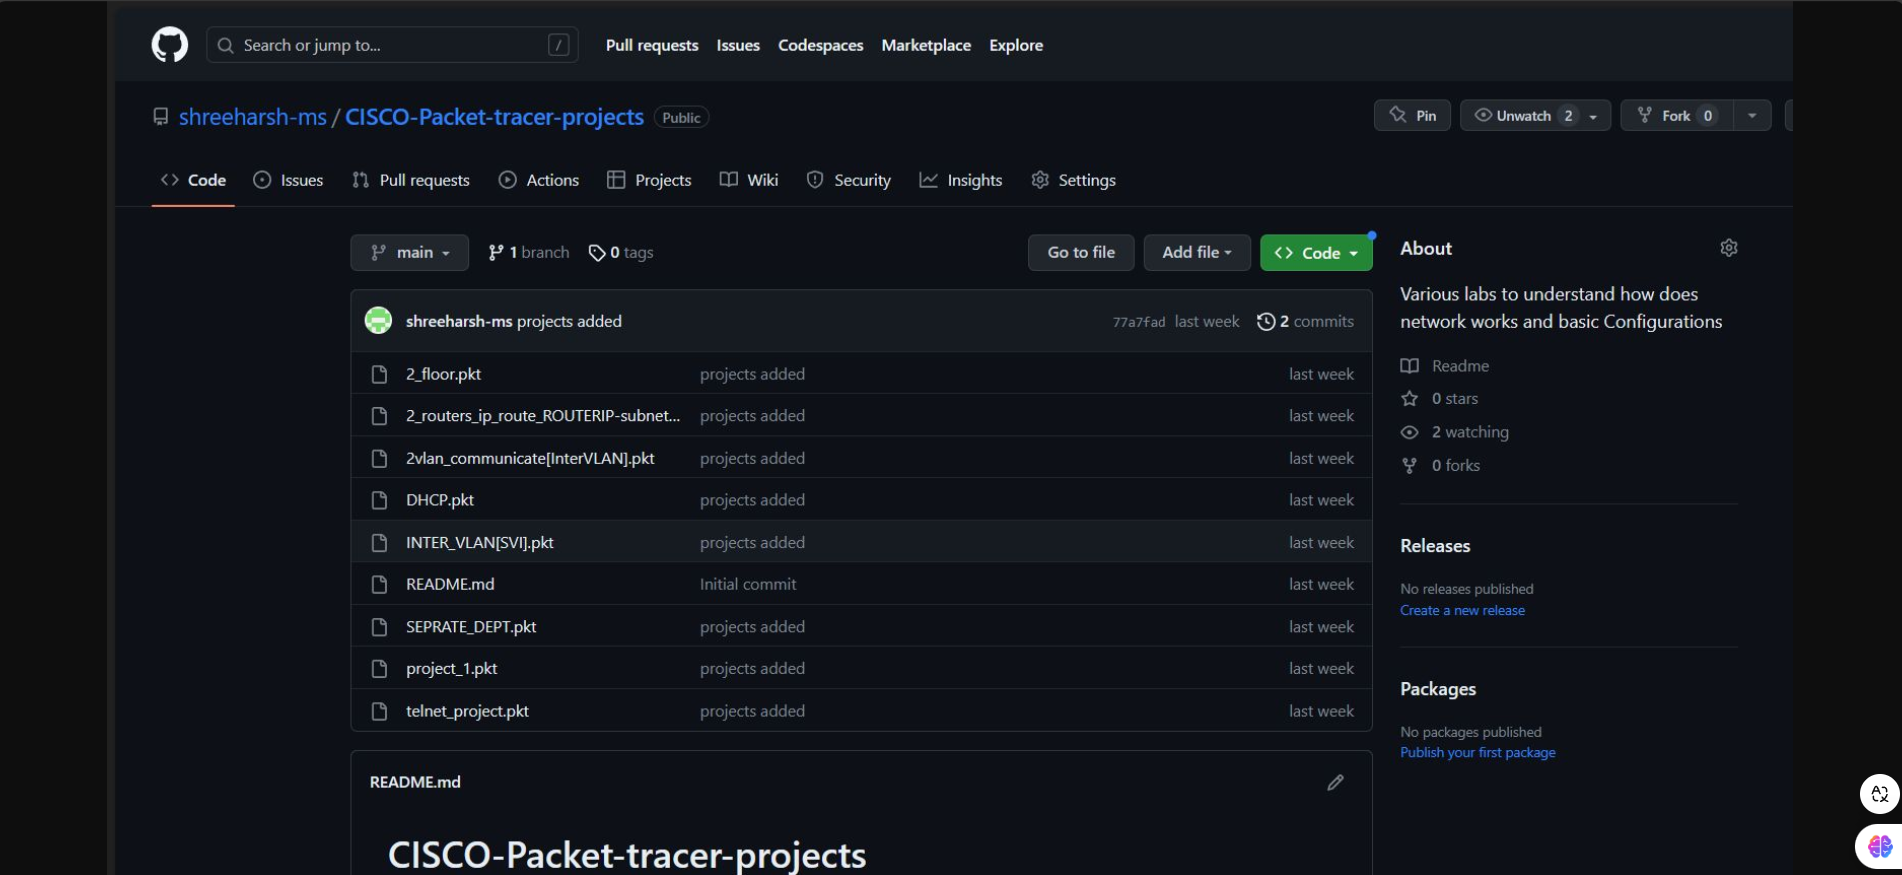 Search or jump to... / Pull requests Issues Codespaces Marketplace Explore
shreeharsh-ms / CISCO-Packet-tracer-projects Public Pin Unwatch 2 Fork 0
Code Issues Pull requests Actions Projects Wiki Security Insights Settings
main 1 branch 0 tags Go to file Add file Code
shreeharsh-ms projects added 77a7fad last week 2 commits
2_floor.pkt projects added last week
2_routers_ip_route_ROUTERIP-subnet... projects added last week
2vlan_communicate[InterVLAN].pkt projects added last week
DHCP.pkt projects added last week
INTER_VLAN[SVI].pkt projects added last week
README.md Initial commit last week
SEPRATE_DEPT.pkt projects added last week
project_1.pkt projects added last week
telnet_project.pkt projects added last week
README.md
CISCO-Packet-tracer-projects
About
Various labs to understand how does
network works and basic Configurations
Readme
0 stars
2 watching
0 forks
Releases
No releases published
Create a new release
Packages
No packages published
Publish your first package